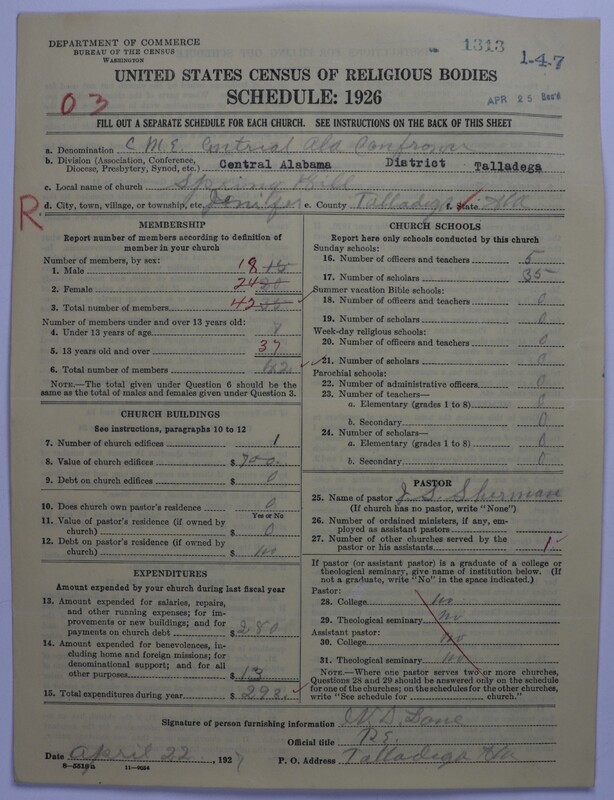 DEPARTMENT OF COMMERCE
BUREAU OF THE CENSUS
WASHINGTON
1313
1-4-7
UNITED STATES CENSUS OF RELIGIOUS BODIES
SCHEDULE: 1926
03
APR 25 Rec'd
FILL OUT A SEPARATE SCHEDULE FOR EACH CHURCH. SEE INSTRUCTIONS ON THE BACK OF THIS SHEET
a. Denomination C M E. Central Ala
b. Division (Association, Conference, Diocese, Presbytery, Synod, etc.) Central Alabama District Talladega
c. Local name of church Spring Hill
d. City, town, village, or township, etc. Jenifer e. County Talladega f. State Ala
R.
MEMBERSHIP
Report number of members according to definition of member in your church
Number of members, by sex:
1. Male 18 15
2. Female 24 20
3. Total number of members 42 35
Number of members under and over 13 years old:
4. Under 13 years of age
5. 13 years old and over 37
6. Total number of members 42
NOTE.—The total given under Question 6 should be the same as the total of males and females given under Question 3.
CHURCH BUILDINGS
See instructions, paragraphs 10 to 12
7. Number of church edifices 1
8. Value of church edifices $ 700.
9. Debt on church edifices $ 0
10. Does church own pastor's residence 0
Yes or No
11. Value of pastor's residence (if owned by church) $ 0
12. Debt on pastor's residence (if owned by church) $ no
EXPENDITURES
Amount expended by your church during last fiscal year
13. Amount expended for salaries, repairs, and other running expenses; for improvements or new buildings; and for payments on church debt $ 280
14. Amount expended for benevolences, including home and foreign missions; for denominational support; and for all other purposes $ 13
15. Total expenditures during year $ 293.
CHURCH SCHOOLS
Report here only schools conducted by this church
Sunday schools:
16. Number of officers and teachers 5
17. Number of scholars 35
Summer vacation Bible schools:
18. Number of officers and teachers 0
19. Number of scholars 0
Week-day religious schools:
20. Number of officers and teachers 0
21. Number of scholars 0
Parochial schools:
22. Number of administrative officers 0
23. Number of teachers—
a. Elementary (grades 1 to 8) 0
b. Secondary 0
24. Number of scholars—
a. Elementary (grades 1 to 8) 0
b. Secondary 0
PASTOR
25. Name of pastor J. S. Sherman
(If church has no pastor, write "None")
26. Number of ordained ministers, if any, employed as assistant pastors
27. Number of other churches served by the pastor or his assistants 1
If pastor (or assistant pastor) is a graduate of a college or theological seminary, give name of institution below. (If not a graduate, write "No" in the space indicated.)
Pastor:
28. College no
29. Theological seminary no
Assistant pastor:
30. College no
31. Theological seminary no
NOTE.—Where one pastor serves two or more churches, Questions 28 and 29 should be answered only on the schedule for one of the churches; on the schedules for the other churches, write "See schedule for church."
Signature of person furnishing information
Official title P.E.
Date April 22, 1927
P. O. Address Talladega Ala
8-5518a 11-9664